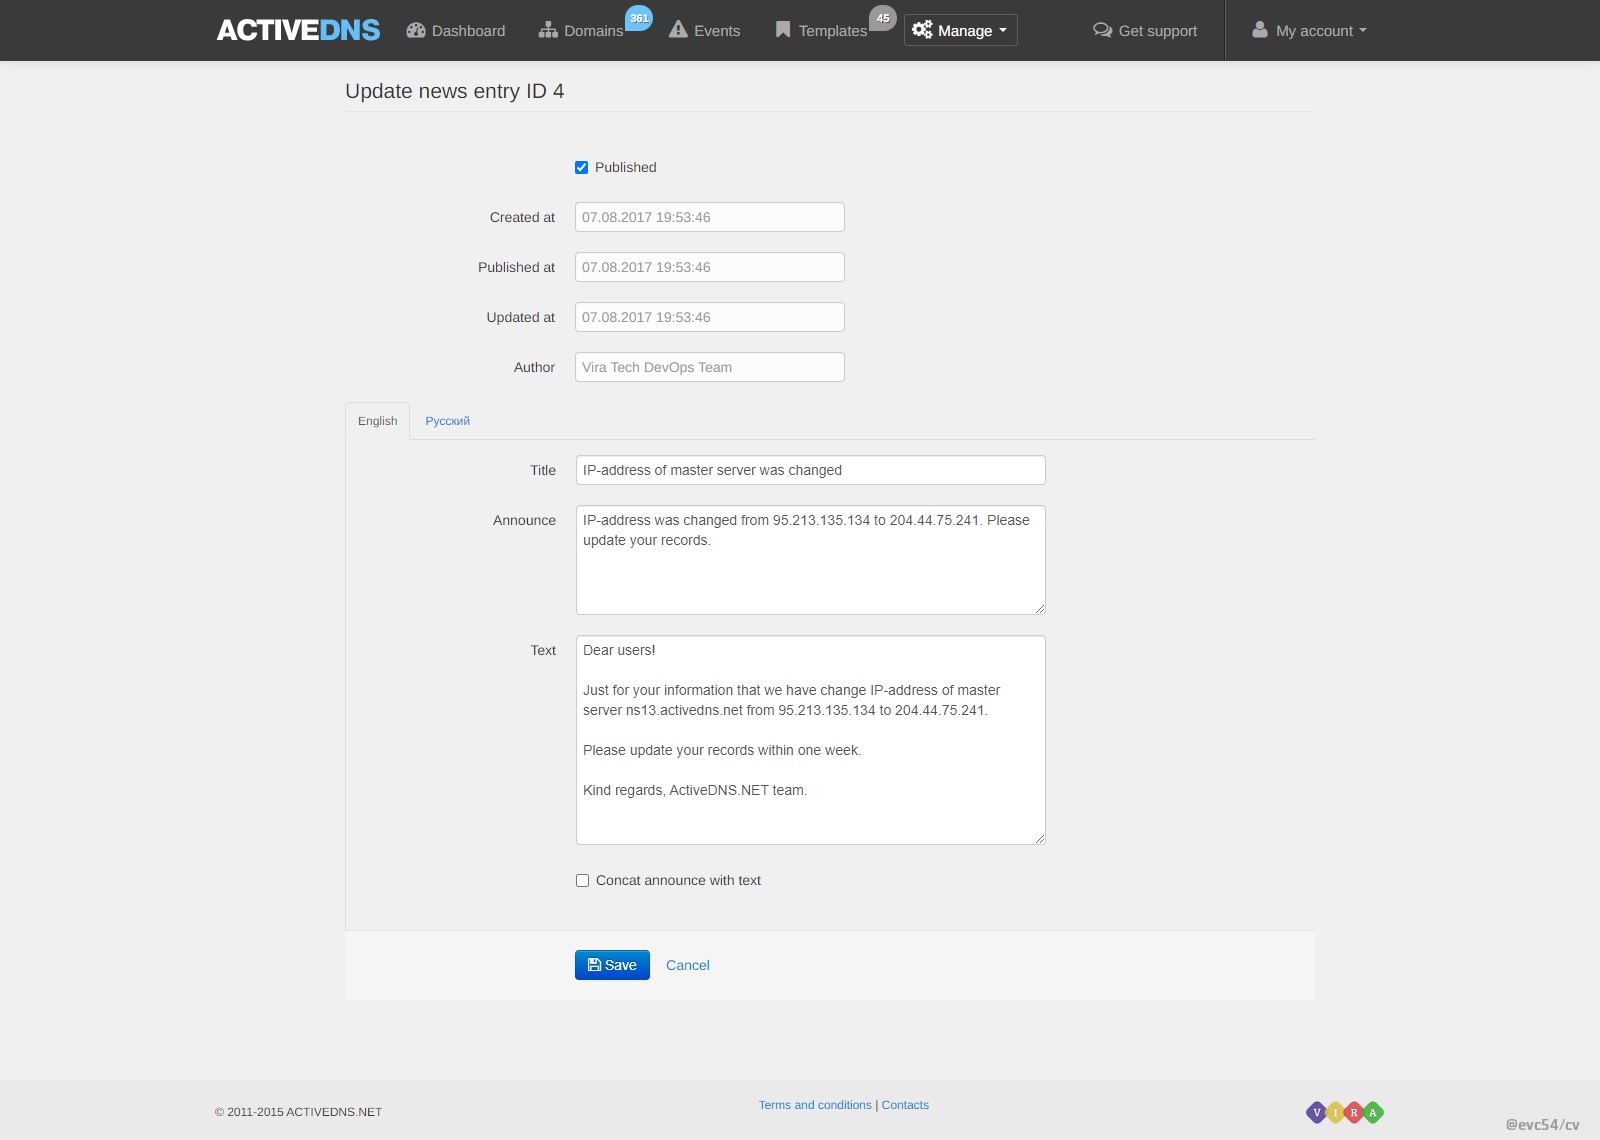 ACTIVEDNS Dashboard Domains 361 Events Templates 45 Manage Get support My account
Update news entry ID 4
Published
Created at 07.08.2017 19:53:46
Published at 07.08.2017 19:53:46
Updated at 07.08.2017 19:53:46
Author Vira Tech DevOps Team
English Русский
Title IP-address of master server was changed
Announce IP-address was changed from 95.213.135.134 to 204.44.75.241. Please
update your records.
Text Dear users!
Just for your information that we have change IP-address of master
server ns13.activedns.net from 95.213.135.134 to 204.44.75.241.
Please update your records within one week.
Kind regards, ActiveDNS.NET team.
Concat announce with text
Save Cancel
© 2011-2015 ACTIVEDNS.NET Terms and conditions | Contacts VIRA
@evc54/cv